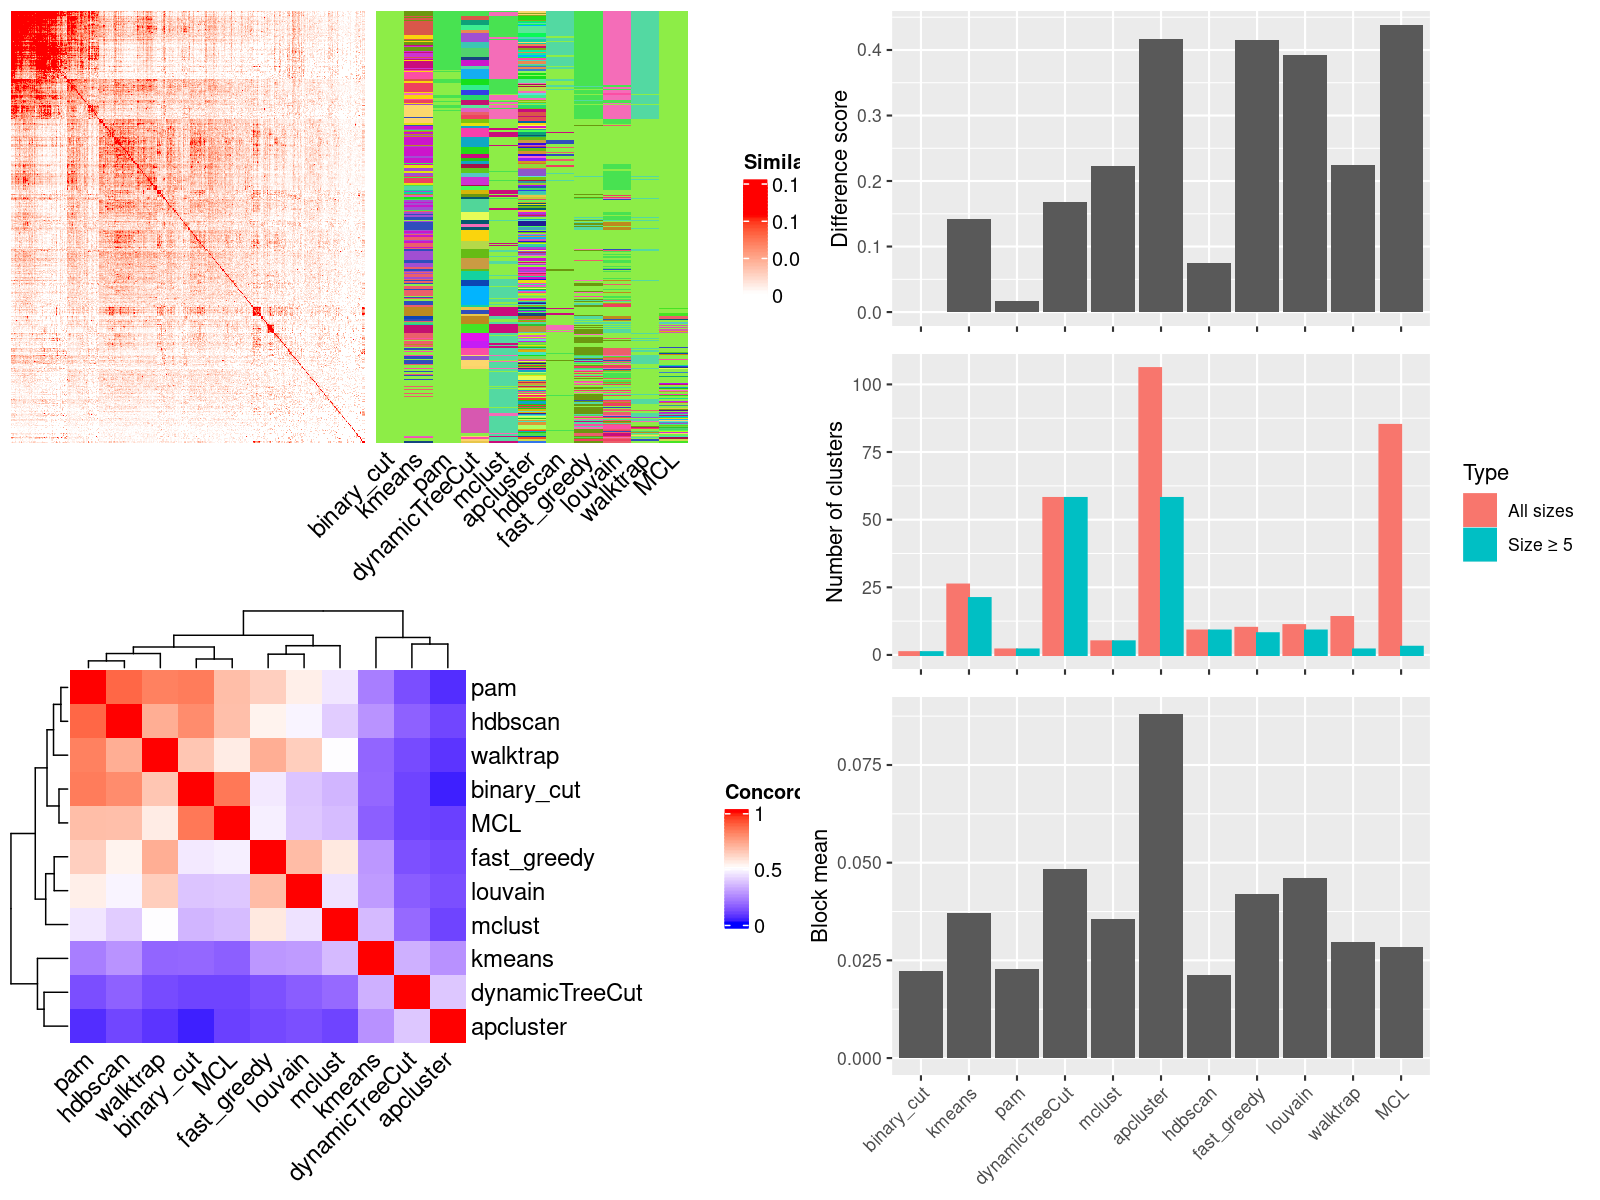 Simila
0.1
0.1
0.0
0
binary_cut
kmeans
pam
dynamicTreeCut
mclust
apcluster
hdbscan
fast_greedy
louvain
walktrap
MCL
pam
hdbscan
walktrap
binary_cut
MCL
fast_greedy
louvain
mclust
kmeans
dynamicTreeCut
apcluster
pam
hdbscan
walktrap
binary_cut
MCL
fast_greedy
louvain
mclust
kmeans
dynamicTreeCut
apcluster
Concord
1
0.5
0
Difference score
0.4
0.3
0.2
0.1
0.0
Number of clusters
100
75
50
25
0
Type
All sizes
Size ≥ 5
Block mean
0.075
0.050
0.025
0.000
binary_cut
kmeans
pam
dynamicTreeCut
mclust
apcluster
hdbscan
fast_greedy
louvain
walktrap
MCL